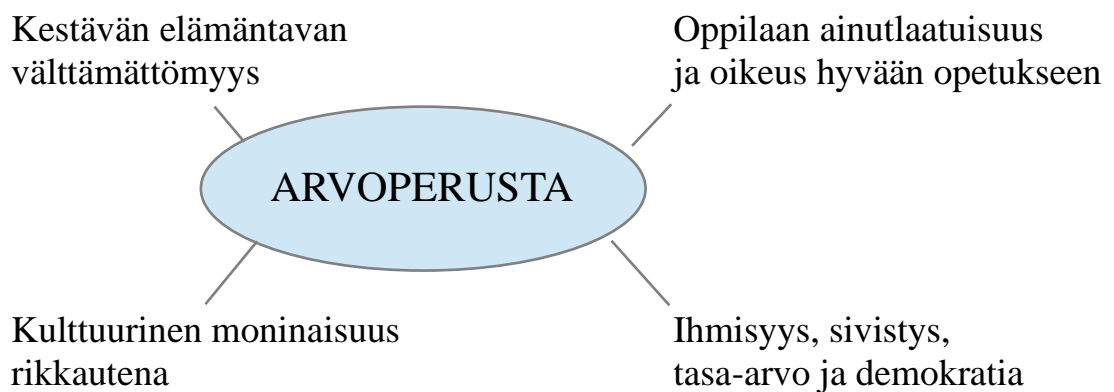 Kestävän elämäntavan
välttämättömyys
Oppilaan ainutlaatuisuus
ja oikeus hyvään opetukseen
ARVOPERUSTA
Kulttuurinen moninaisuus
rikkautena
Ihmisyys, sivistys,
tasa-arvo ja demokratia